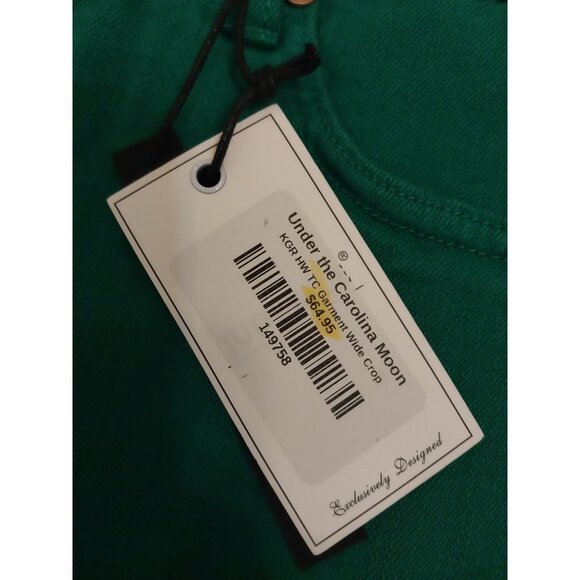 Under the Carolina Moon
KGR HW TC Garment Wide Crop
$64.95
149758
Exclusively Designed